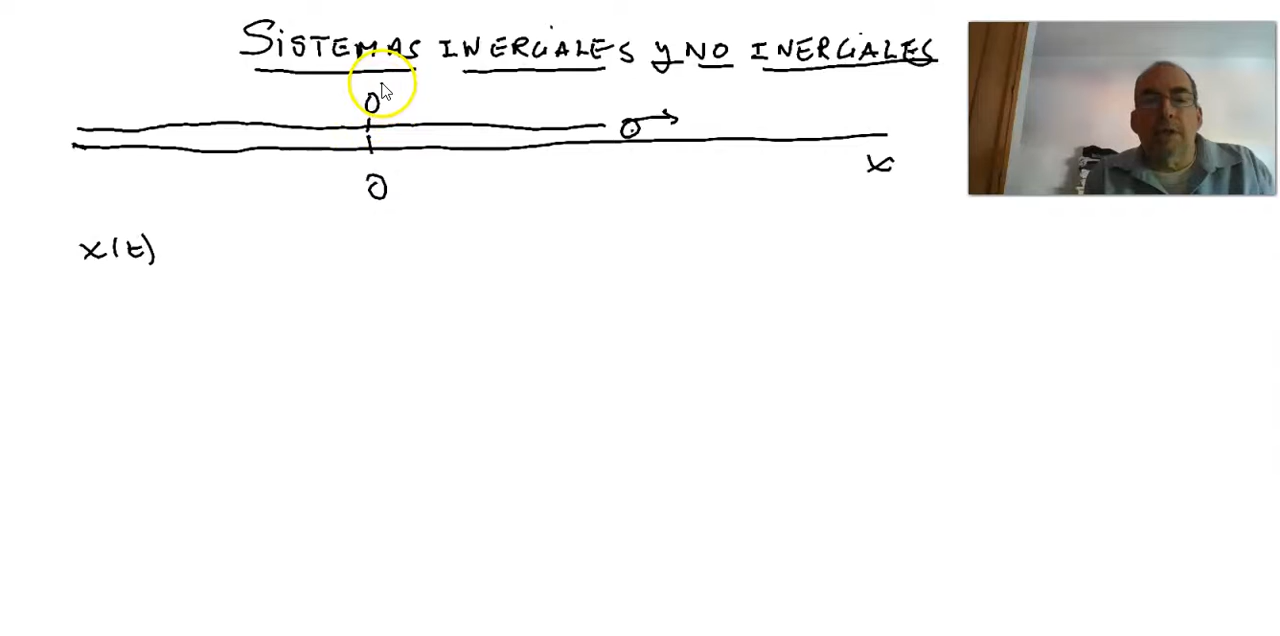 SISTEMAS INERCIALES y NO INERCIALES
O
O
x
x(t)